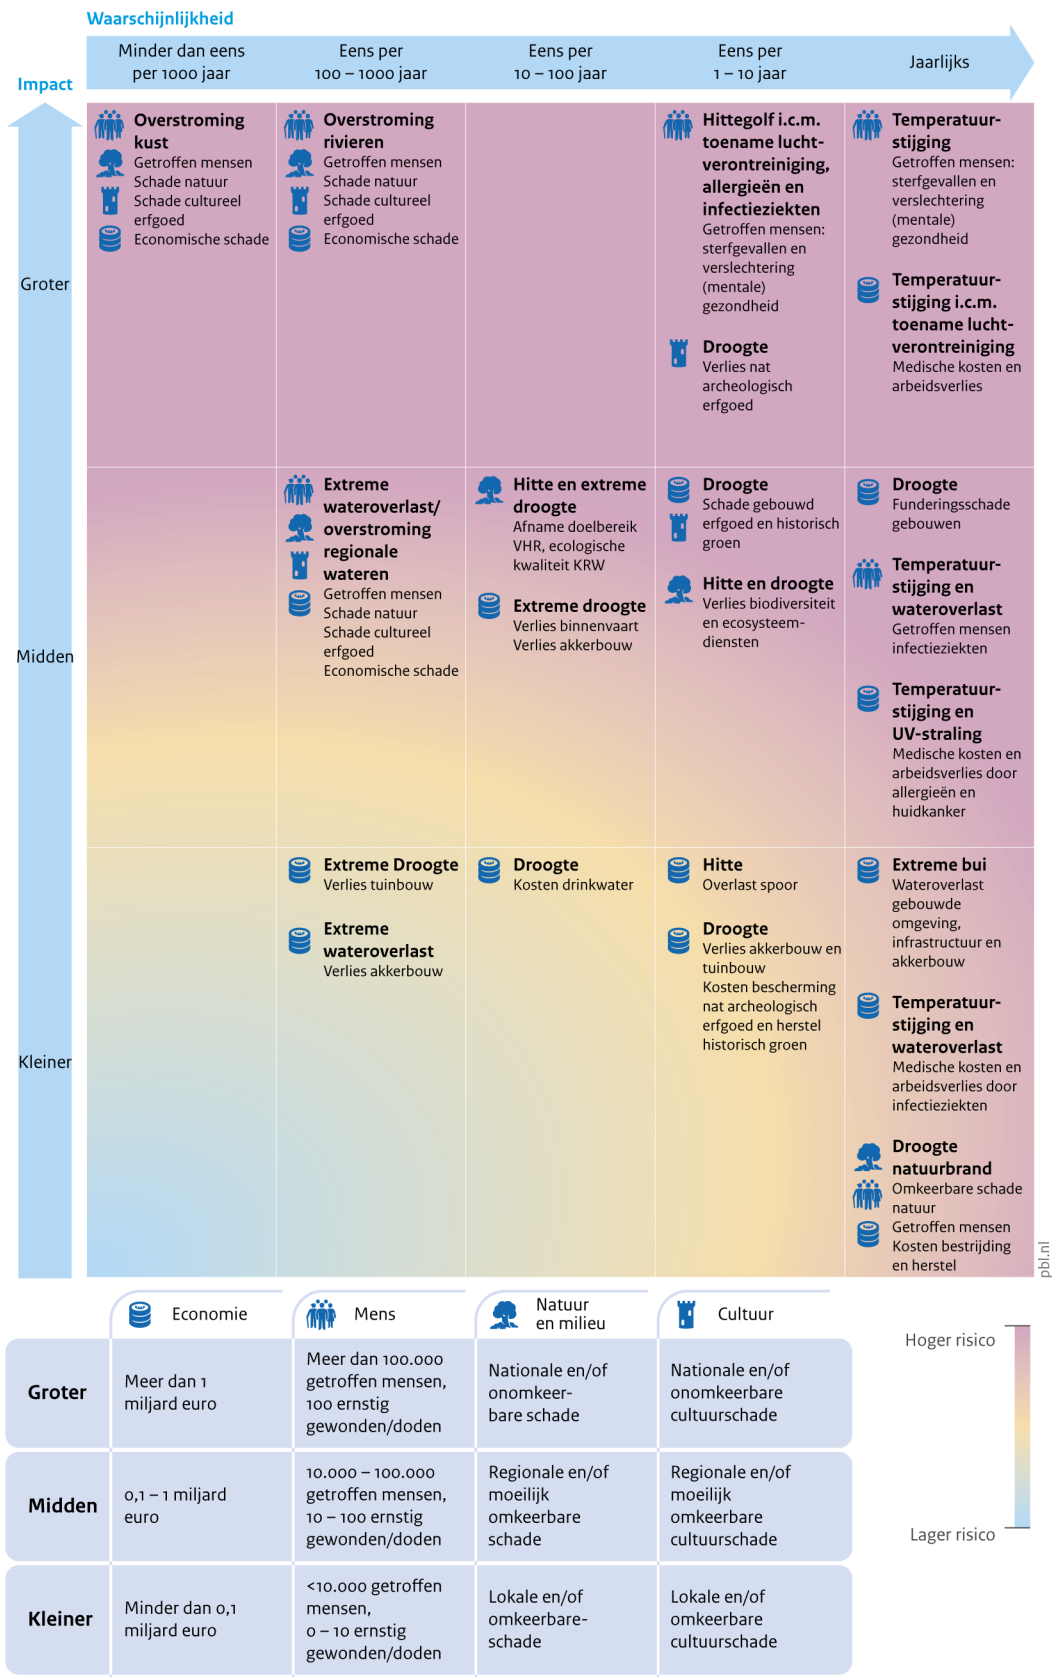 Waarschijnlijkheid
Minder dan eens
per 1000 jaar
Eens per
100 – 1000 jaar
Eens per
10 – 100 jaar
Eens per
1 – 10 jaar
Jaarlijks
Impact
Groter
Overstroming
kust
Getroffen mensen
Schade natuur
Schade cultureel
erfgoed
Economische schade
Overstroming
rivieren
Getroffen mensen
Schade natuur
Schade cultureel
erfgoed
Economische schade
Hittegolf i.c.m.
toename lucht-
verontreiniging,
allergieën en
infectieziekten
Getroffen mensen:
sterfgevallen en
verslechtering
(mentale)
gezondheid
Droogte
Verlies nat
archeologisch
erfgoed
Temperatuur-
stijging
Getroffen mensen:
sterfgevallen en
verslechtering
(mentale)
gezondheid
Temperatuur-
stijging i.c.m.
toename lucht-
verontreiniging
Medische kosten en
arbeidsverlies
Midden
Extreme
wateroverlast/
overstroming
regionale
wateren
Getroffen mensen
Schade natuur
Schade cultureel
erfgoed
Economische schade
Hitte en extreme
droogte
Afname doelbereik
VHR, ecologische
kwaliteit KRW
Extreme droogte
Verlies binnenvaart
Verlies akkerbouw
Droogte
Schade gebouwd
erfgoed en historisch
groen
Hitte en droogte
Verlies biodiversiteit
en ecosysteem-
diensten
Droogte
Funderingsschade
gebouwen
Temperatuur-
stijging en
wateroverlast
Getroffen mensen
infectieziekten
Temperatuur-
stijging en
UV-straling
Medische kosten en
arbeidsverlies door
allergieën en
huidkanker
Kleiner
Extreme Droogte
Verlies tuinbouw
Extreme
wateroverlast
Verlies akkerbouw
Droogte
Kosten drinkwater
Hitte
Overlast spoor
Droogte
Verlies akkerbouw en
tuinbouw
Kosten bescherming
nat archeologisch
erfgoed en herstel
historisch groen
Extreme bui
Wateroverlast
gebouwde
omgeving,
infrastructuur en
akkerbouw
Temperatuur-
stijging en
wateroverlast
Medische kosten en
arbeidsverlies door
infectieziekten
Droogte
natuurbrand
Omkeerbare schade
natuur
Getroffen mensen
Kosten bestrijding
en herstel
pbl.nl
Economie
Mens
Natuur
en milieu
Cultuur
Groter
Meer dan 1
miljard euro
Meer dan 100.000
getroffen mensen,
100 ernstig
gewonden/doden
Nationale en/of
onomkeer-
bare schade
Nationale en/of
onomkeerbare
cultuurschade
Midden
0,1 – 1 miljard
euro
10.000 – 100.000
getroffen mensen,
10 – 100 ernstig
gewonden/doden
Regionale en/of
moeilijk
omkeerbare
schade
Regionale en/of
moeilijk
omkeerbare
cultuurschade
Kleiner
Minder dan 0,1
miljard euro
<10.000 getroffen
mensen,
0 – 10 ernstig
gewonden/doden
Lokale en/of
omkeerbare-
schade
Lokale en/of
omkeerbare
cultuurschade
Hoger risico
Lager risico